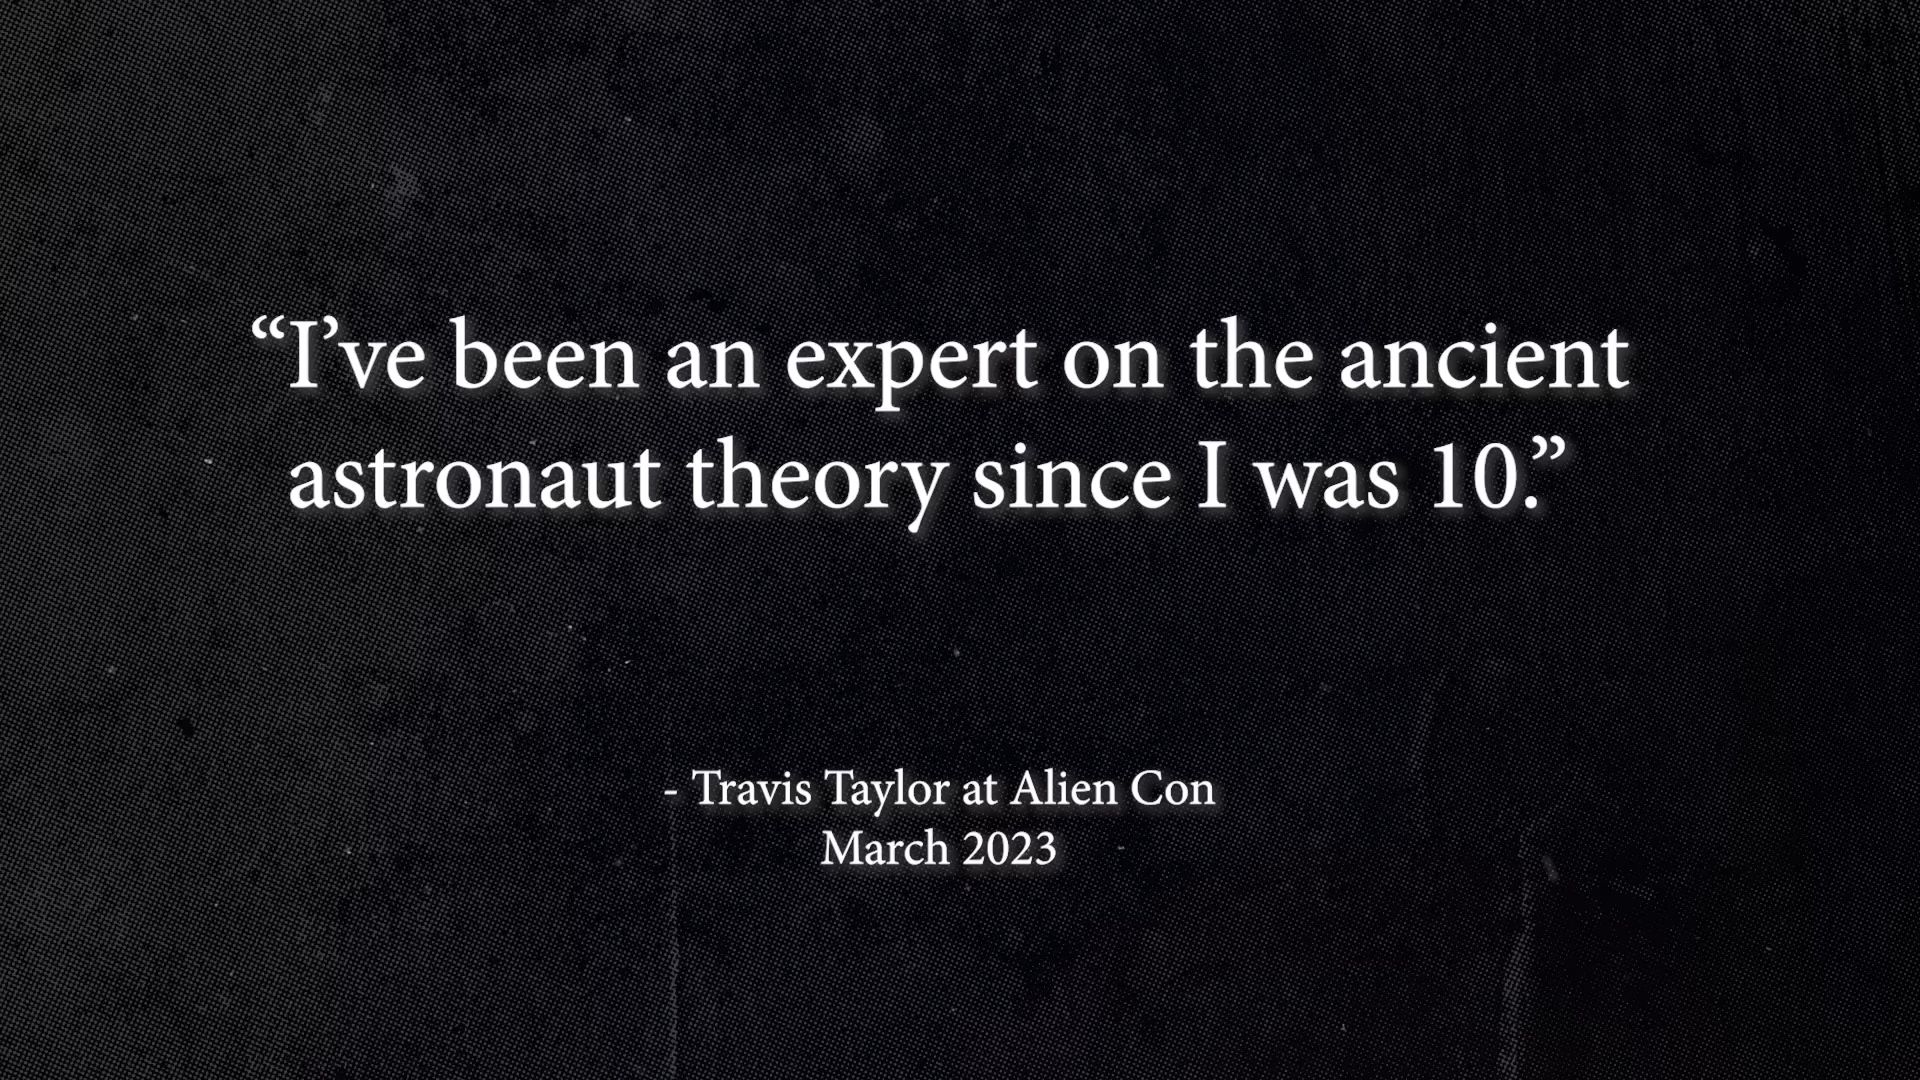 “I’ve been an expert on the ancient
astronaut theory since I was 10.”
- Travis Taylor at Alien Con
March 2023